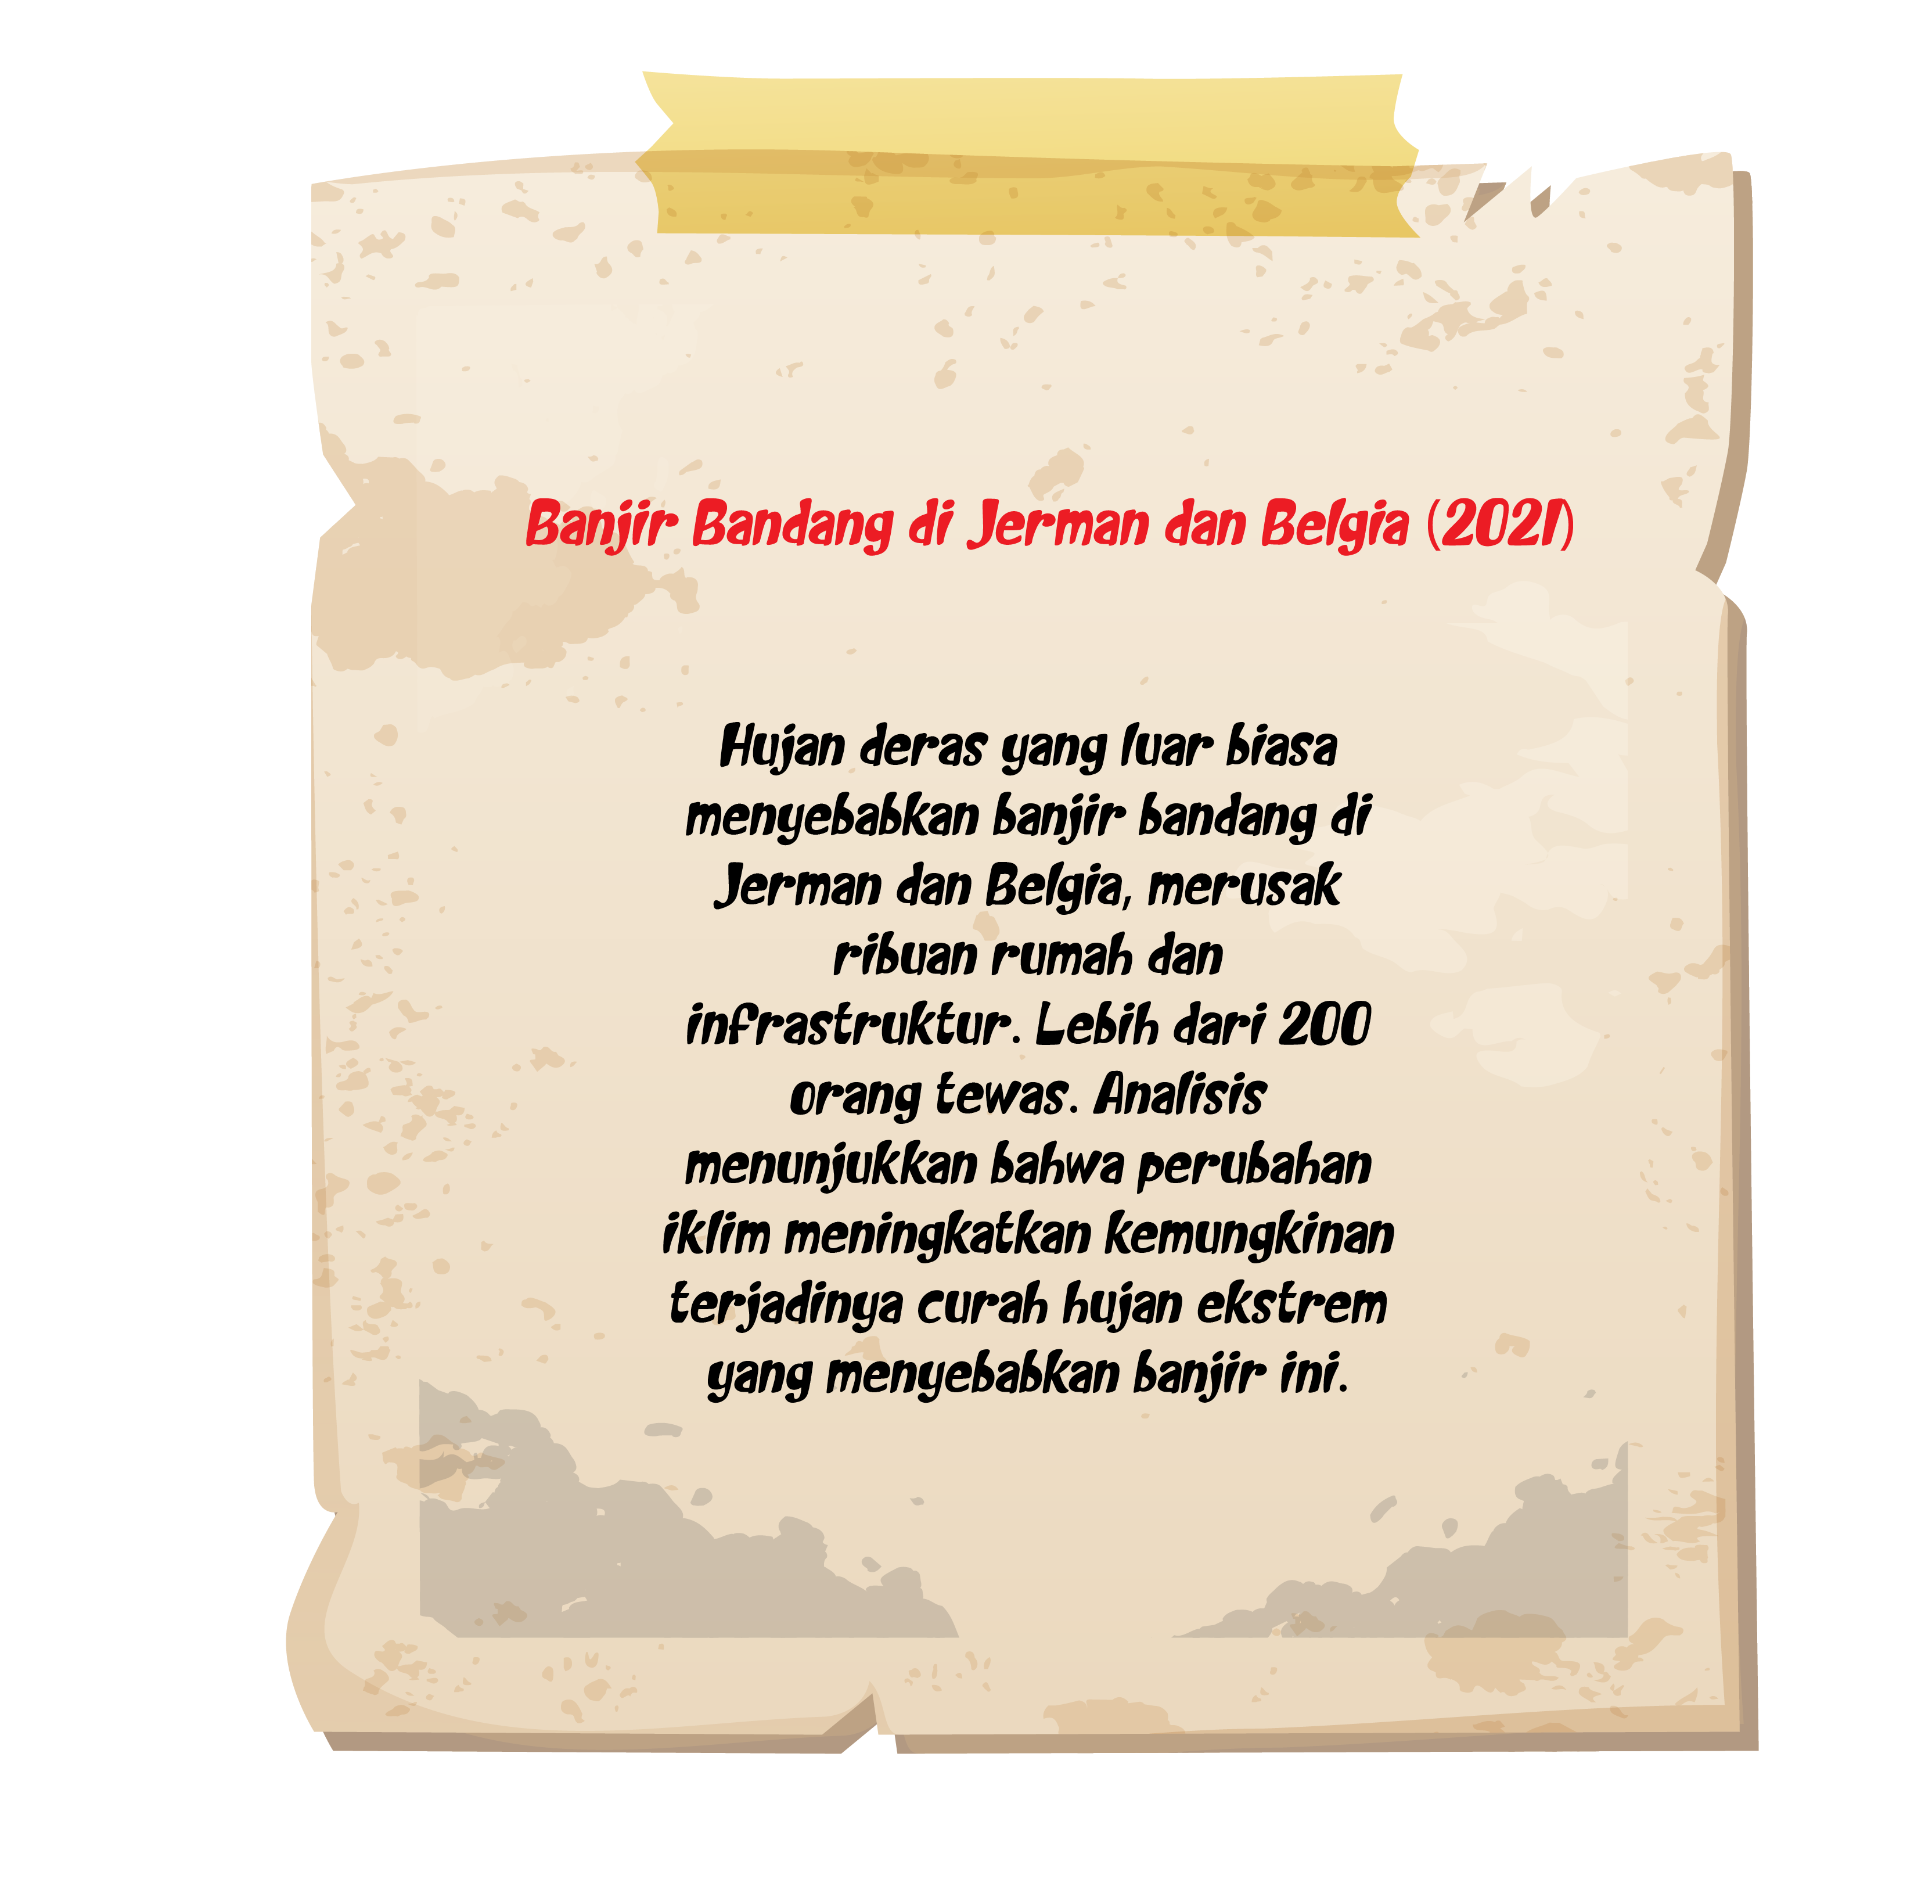 Banjir Bandang di Jerman dan Belgia (2021)
Hujan deras yang luar biasa
menyebabkan banjir bandang di
Jerman dan Belgia, merusak
ribuan rumah dan
infrastruktur. Lebih dari 200
orang tewas. Analisis
menunjukkan bahwa perubahan
iklim meningkatkan kemungkinan
terjadinya curah hujan ekstrem
yang menyebabkan banjir ini.